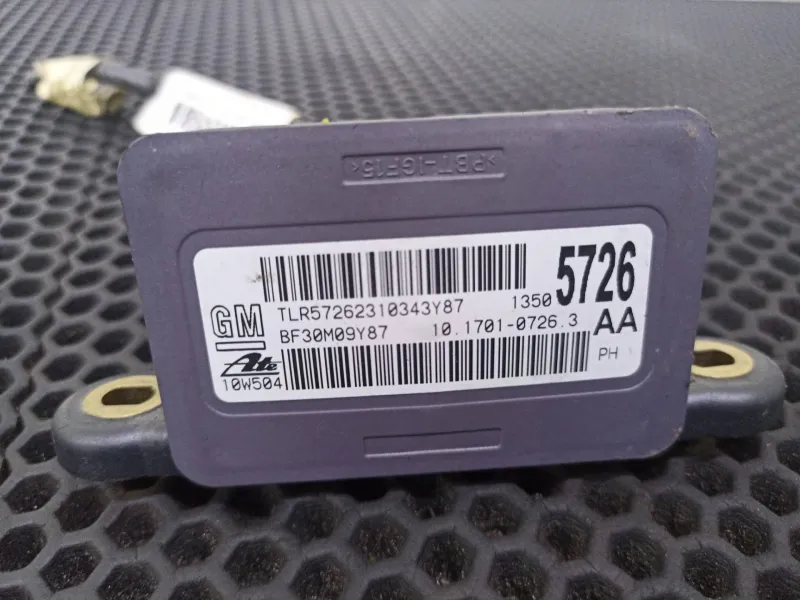 >PBT-IGF15<
GM
TLR57262310343Y87
1350 5726
BF30M09Y87
10.1701-0726.3
AA
Ate
10W504
PH